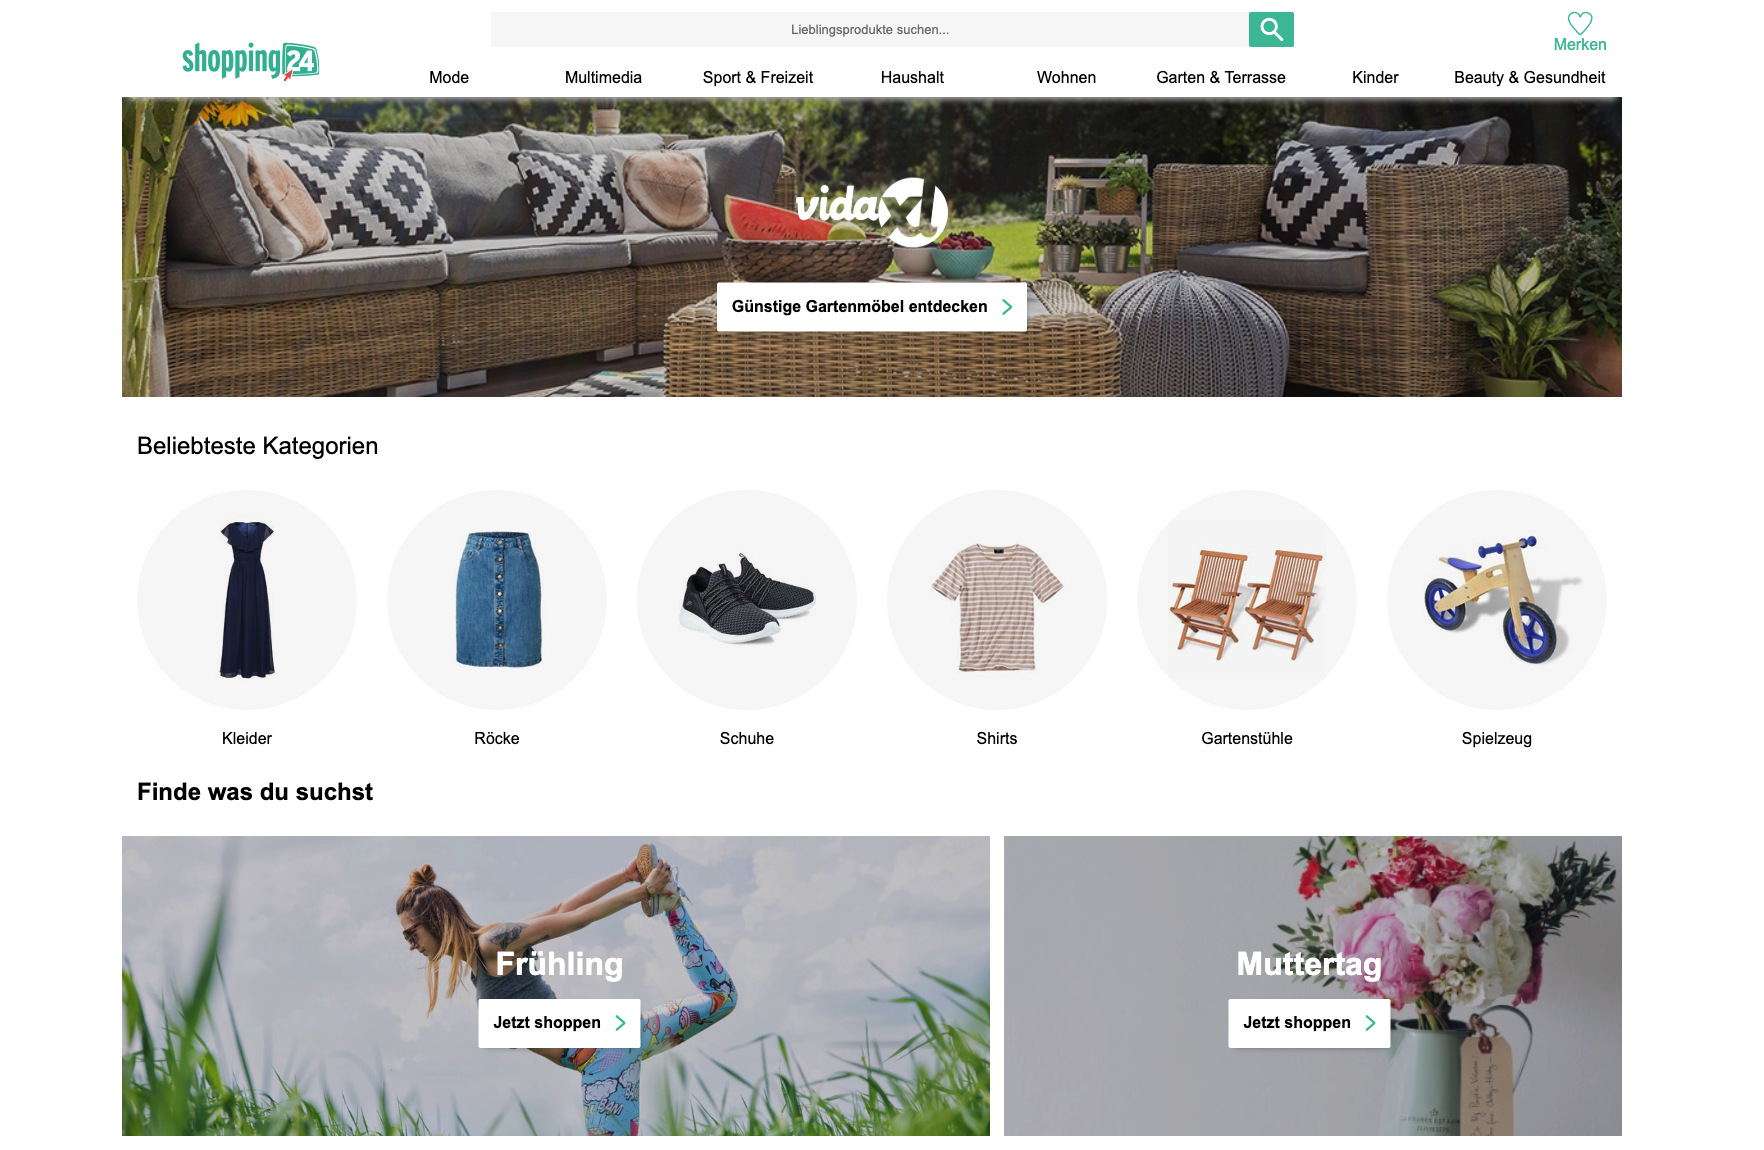 Lieblingsprodukte suchen...
Merken
shopping24
Mode Multimedia Sport & Freizeit Haushalt Wohnen Garten & Terrasse Kinder Beauty & Gesundheit
vidaXL
Günstige Gartenmöbel entdecken
Beliebteste Kategorien
Kleider Röcke Schuhe Shirts Gartenstühle Spielzeug
Finde was du suchst
Frühling
Jetzt shoppen
BAM
Muttertag
Jetzt shoppen